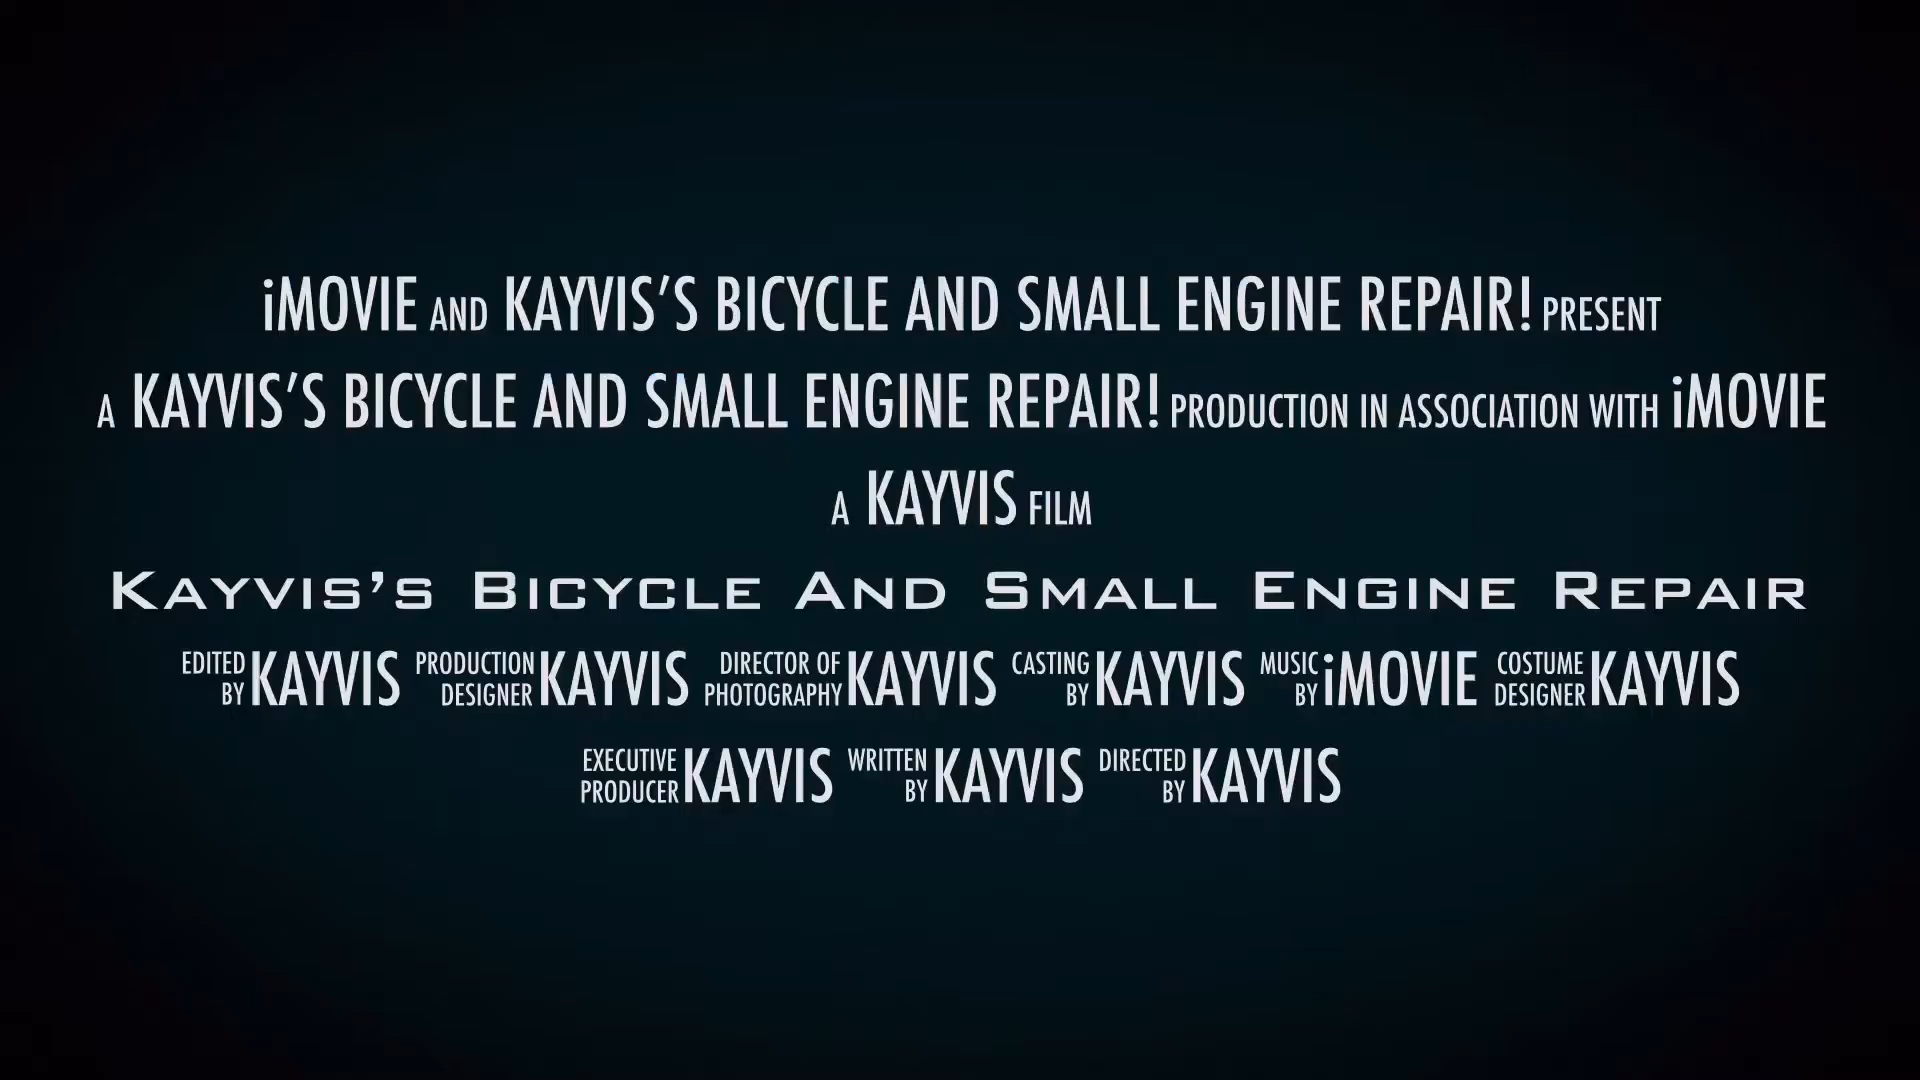 iMOVIE AND KAYVIS'S BICYCLE AND SMALL ENGINE REPAIR! PRESENT
A KAYVIS'S BICYCLE AND SMALL ENGINE REPAIR! PRODUCTION IN ASSOCIATION WITH iMOVIE
A KAYVIS FILM
KAYVIS'S BICYCLE AND SMALL ENGINE REPAIR
EDITED BY KAYVIS PRODUCTION DESIGNER KAYVIS DIRECTOR OF PHOTOGRAPHY KAYVIS CASTING BY KAYVIS MUSIC BY iMOVIE COSTUME DESIGNER KAYVIS
EXECUTIVE PRODUCER KAYVIS WRITTEN BY KAYVIS DIRECTED BY KAYVIS